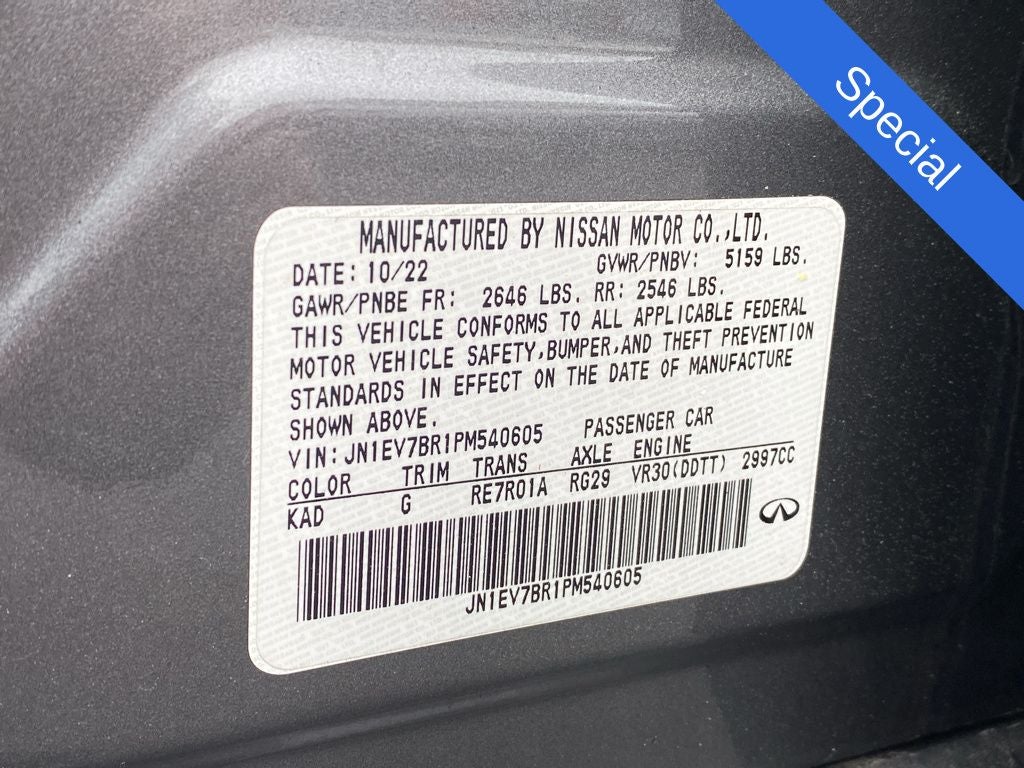 Special
MANUFACTURED BY NISSAN MOTOR CO.,LTD.
DATE: 10/22 GVWR/PNBV: 5159 LBS.
GAWR/PNBE FR: 2646 LBS. RR: 2546 LBS.
THIS VEHICLE CONFORMS TO ALL APPLICABLE FEDERAL
MOTOR VEHICLE SAFETY,BUMPER,AND THEFT PREVENTION
STANDARDS IN EFFECT ON THE DATE OF MANUFACTURE
SHOWN ABOVE.
VIN:JN1EV7BR1PM540605 PASSENGER CAR
COLOR TRIM TRANS AXLE ENGINE
KAD G RE7R01A RG29 VR30(DDTT) 2997CC
JN1EV7BR1PM540605